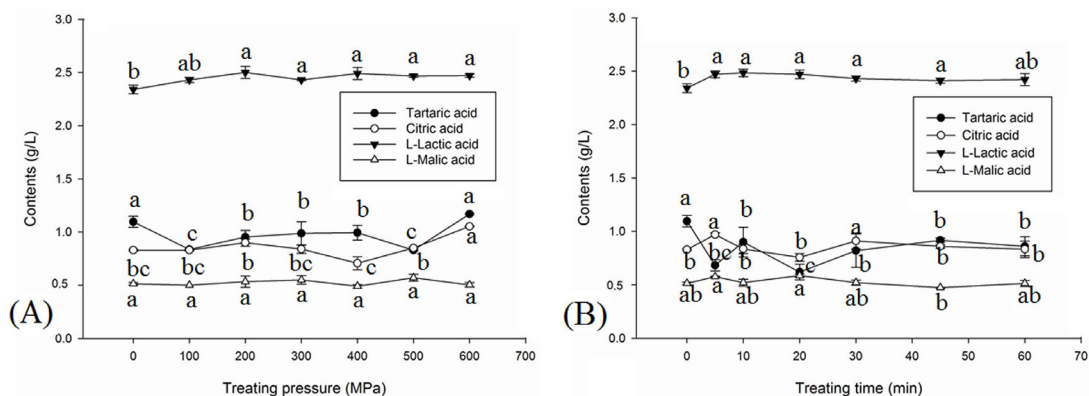 3.0
2.5
2.0
1.5
1.0
0.5
0.0
Contents (g/L)
b ab a a a a a
Tartaric acid
Citric acid
L-Lactic acid
L-Malic acid
a c b b b c a
bc bc b bc c b a
a a a a a a a
(A)
0 100 200 300 400 500 600 700
Treating pressure (MPa)
3.0
2.5
2.0
1.5
1.0
0.5
0.0
Contents (g/L)
b a a a a a ab
Tartaric acid
Citric acid
L-Lactic acid
L-Malic acid
a a b b a b b
b bc b c b b b
ab a ab a ab b ab
(B)
0 10 20 30 40 50 60 70
Treating time (min)